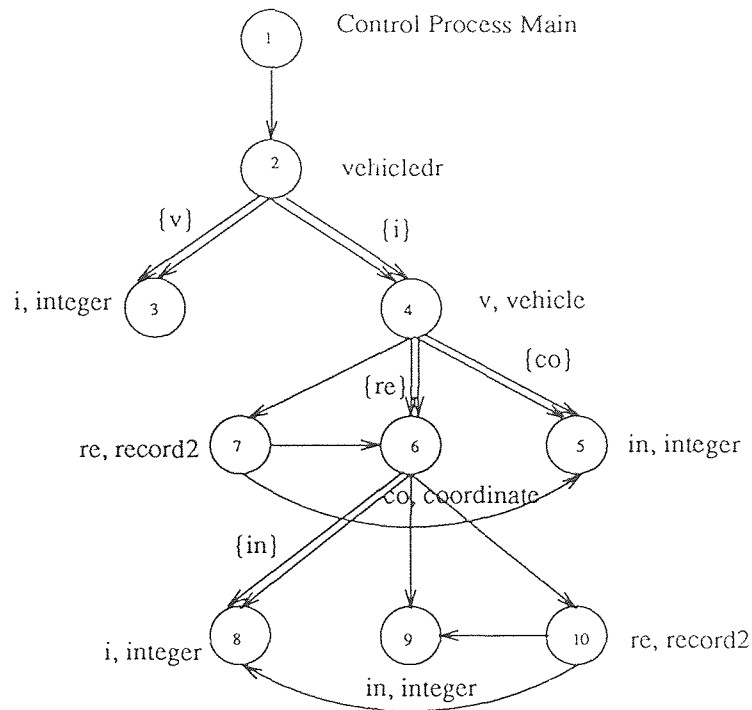 1
Control Process Main
2
vehicledr
{v}
{i}
i, integer
3
4
v, vehicle
{re}
{co}
re, record2
7
6
5
in, integer
co, coordinate
{in}
i, integer
8
9
10
re, record2
in, integer